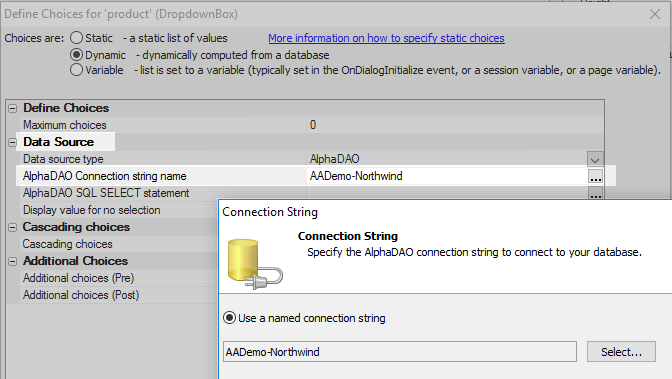 Define Choices for 'product' (DropdownBox)
Choices are: Static - a static list of values More information on how to specify static choices
Dynamic - dynamically computed from a database
Variable - list is set to a variable (typically set in the OnDialogInitialize event, or a session variable, or a page variable).
Define Choices
Maximum choices 0
Data Source
Data source type AlphaDAO
AlphaDAO Connection string name AADemo-Northwind ...
AlphaDAO SQL SELECT statement ...
Display value for no selection
Cascading choices
Cascading choices
Additional Choices
Additional choices (Pre)
Additional choices (Post)
Connection String
Connection String
Specify the AlphaDAO connection string to connect to your database.
Use a named connection string
AADemo-Northwind Select...